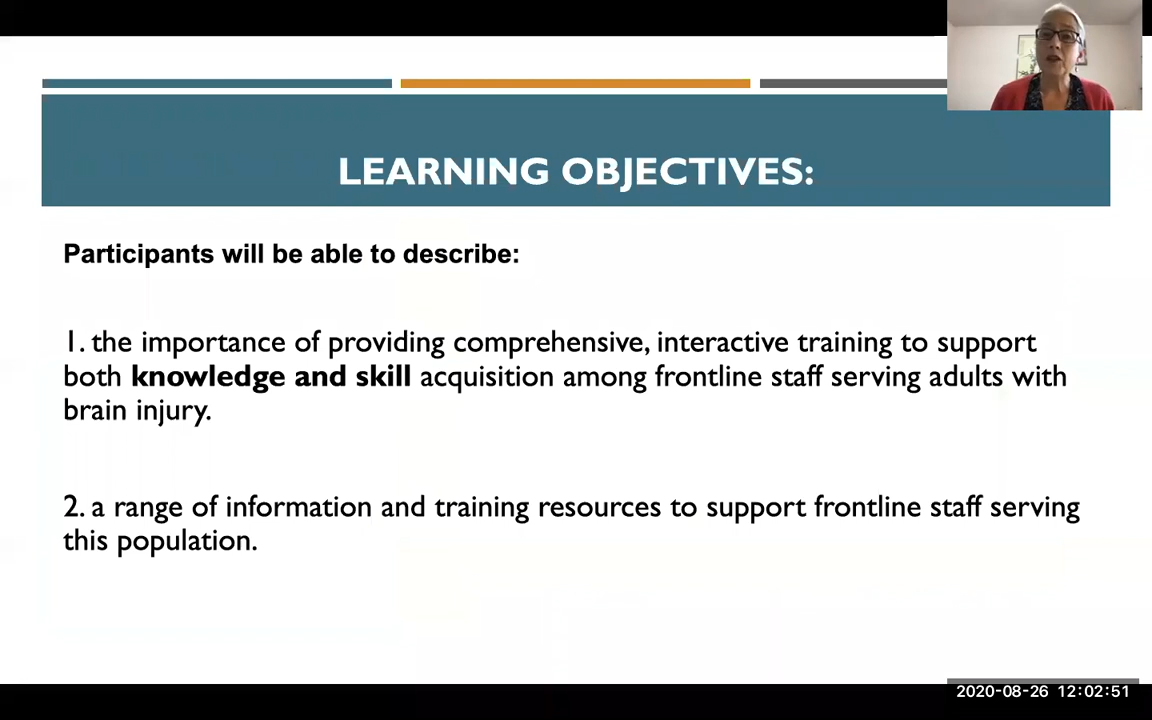 LEARNING OBJECTIVES:
Participants will be able to describe:
1. the importance of providing comprehensive, interactive training to support
both knowledge and skill acquisition among frontline staff serving adults with
brain injury.
2. a range of information and training resources to support frontline staff serving
this population.
2020-08-26 12:02:51